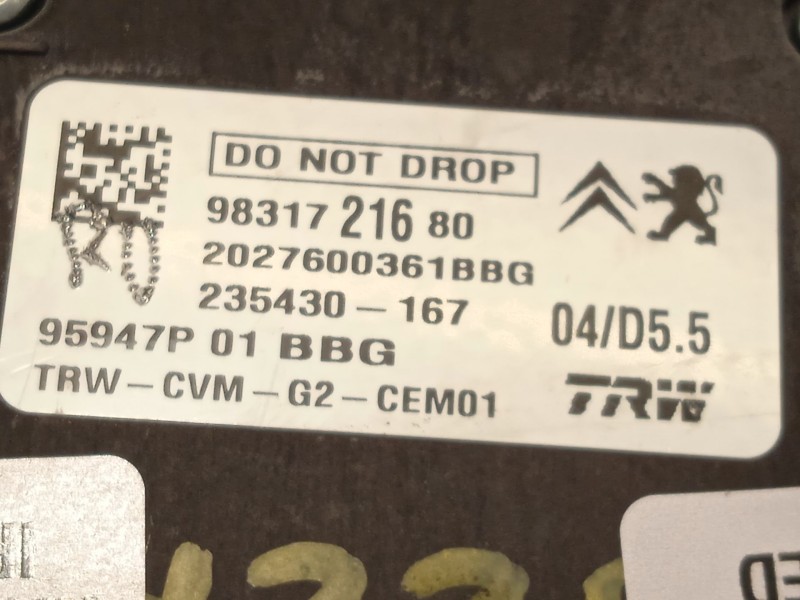 DO NOT DROP
98317 216 80
2027600361BBG
235430-167
04/D5.5
95947P 01 BBG
TRW-CVM-G2-CEM01
TRW